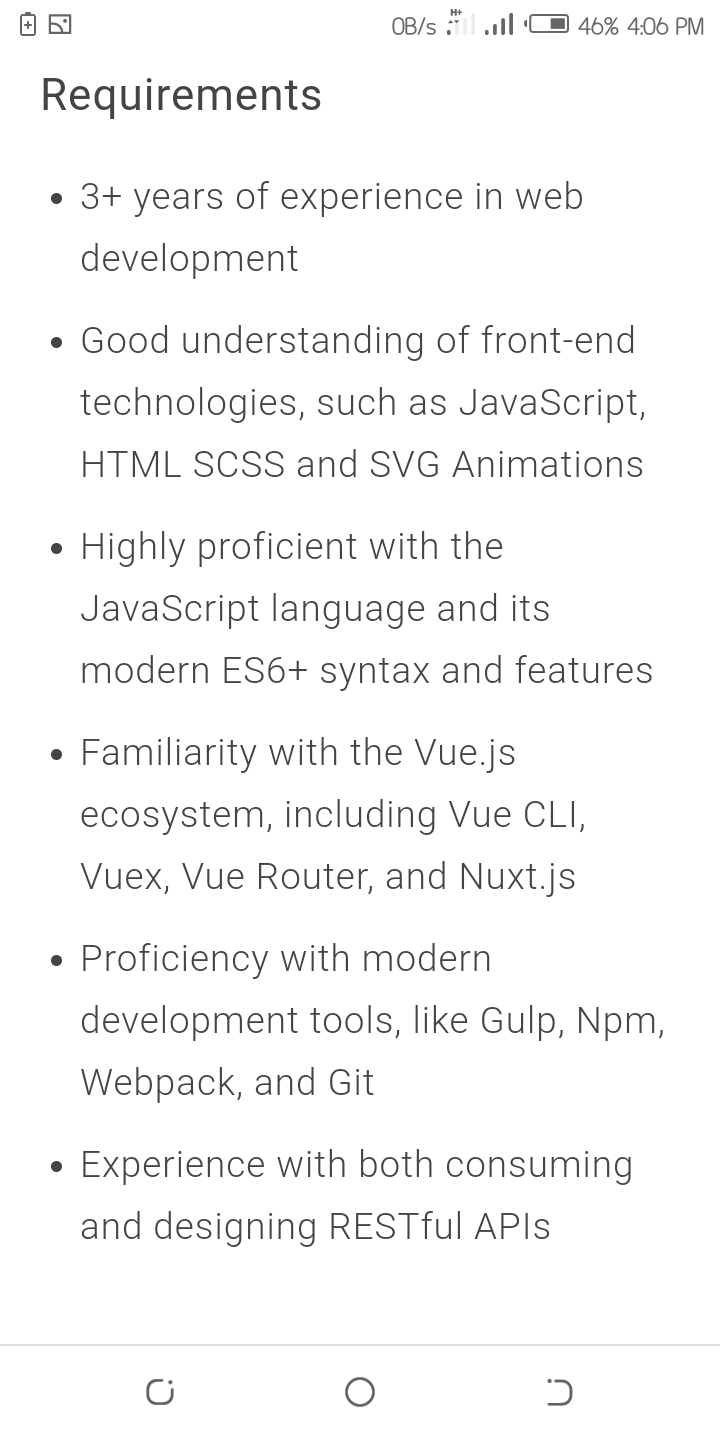 0B/s H+ 46% 4:06 PM
Requirements
• 3+ years of experience in web
development
• Good understanding of front-end
technologies, such as JavaScript,
HTML SCSS and SVG Animations
• Highly proficient with the
JavaScript language and its
modern ES6+ syntax and features
• Familiarity with the Vue.js
ecosystem, including Vue CLI,
Vuex, Vue Router, and Nuxt.js
• Proficiency with modern
development tools, like Gulp, Npm,
Webpack, and Git
• Experience with both consuming
and designing RESTful APIs